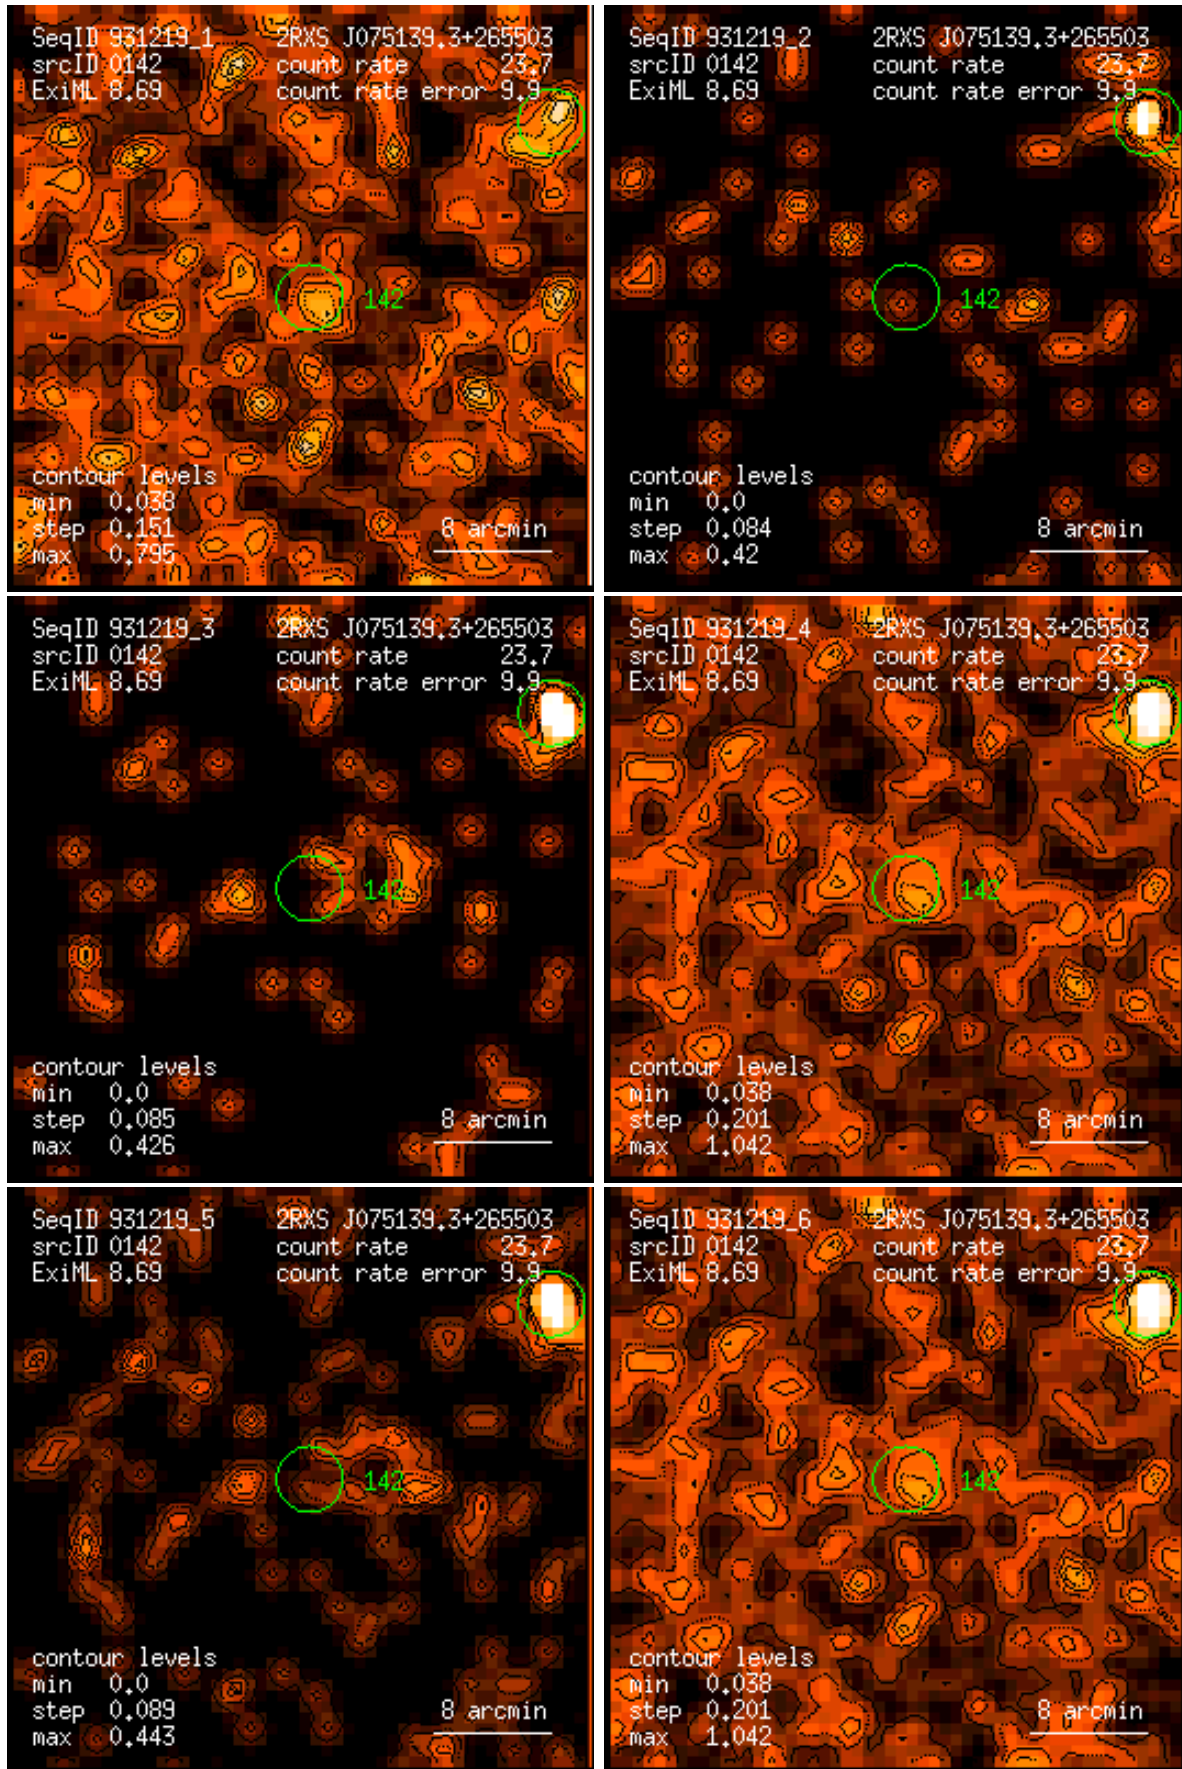 SeqID 931219_1 2RXS J075139.3+265503
srcID 0142 count rate 23.7
ExiML 8.69 count rate error 9.9
142
contour levels
min 0.038
step 0.151 8 arcmin
max 0.795
SeqID 931219_2 2RXS J075139.3+265503
srcID 0142 count rate 23.7
ExiML 8.69 count rate error 9.9
142
contour levels
min 0.0
step 0.084 8 arcmin
max 0.42
SeqID 931219_3 2RXS J075139.3+265503
srcID 0142 count rate 23.7
ExiML 8.69 count rate error 9.9
142
contour levels
min 0.0
step 0.085 8 arcmin
max 0.426
SeqID 931219_4 2RXS J075139.3+265503
srcID 0142 count rate 23.7
ExiML 8.69 count rate error 9.9
142
contour levels
min 0.038
step 0.201 8 arcmin
max 1.042
SeqID 931219_5 2RXS J075139.3+265503
srcID 0142 count rate 23.7
ExiML 8.69 count rate error 9.9
142
contour levels
min 0.0
step 0.089 8 arcmin
max 0.443
SeqID 931219_6 2RXS J075139.3+265503
srcID 0142 count rate 23.7
ExiML 8.69 count rate error 9.9
142
contour levels
min 0.038
step 0.201 8 arcmin
max 1.042